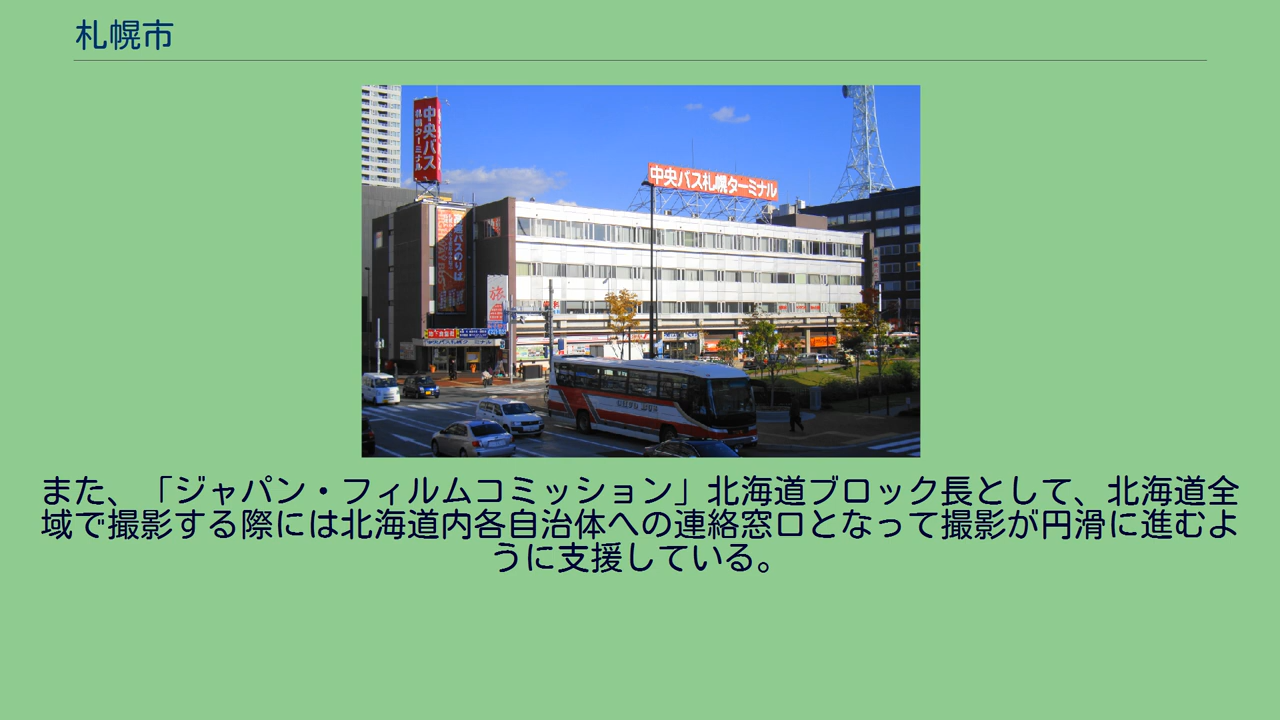 札幌市
中央バス
札幌ターミナル
中央バス札幌ターミナル
また、「ジャパン・フィルムコミッション」北海道ブロック長として、北海道全
域で撮影する際には北海道内各自治体への連絡窓口となって撮影が円滑に進むよ
うに支援している。